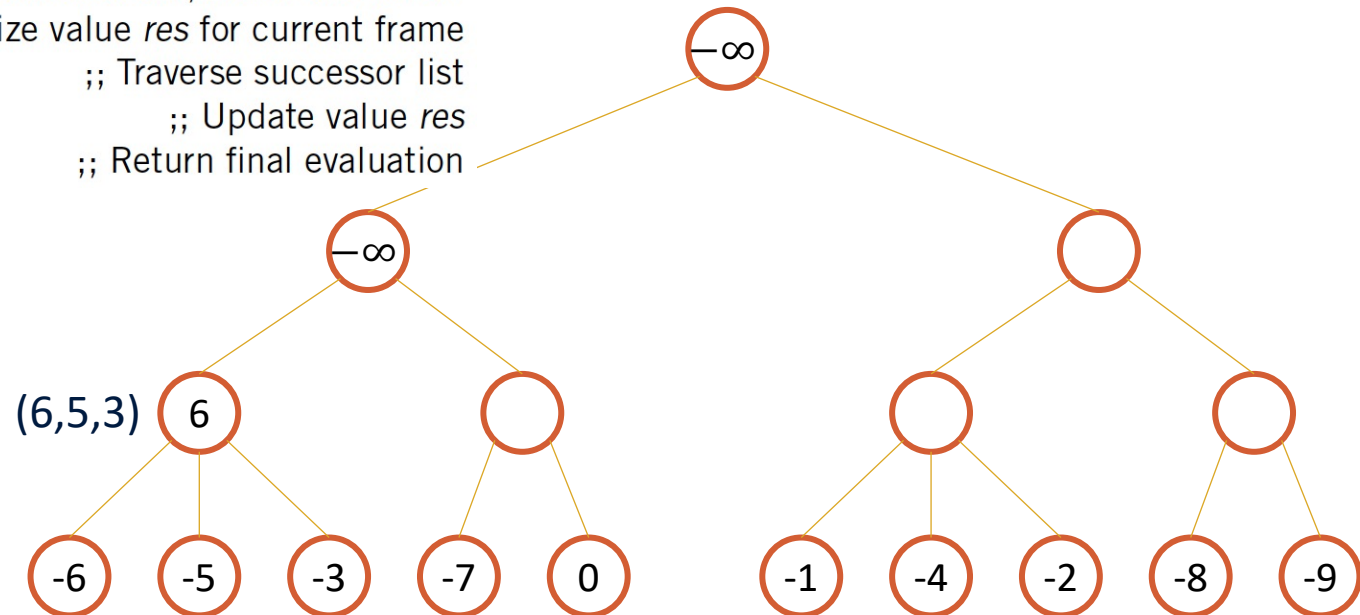 ize value res for current frame
;; Traverse successor list
;; Update value res
;; Return final evaluation
−∞
−∞
(6,5,3) 6
-6 -5 -3 -7 0 -1 -4 -2 -8 -9